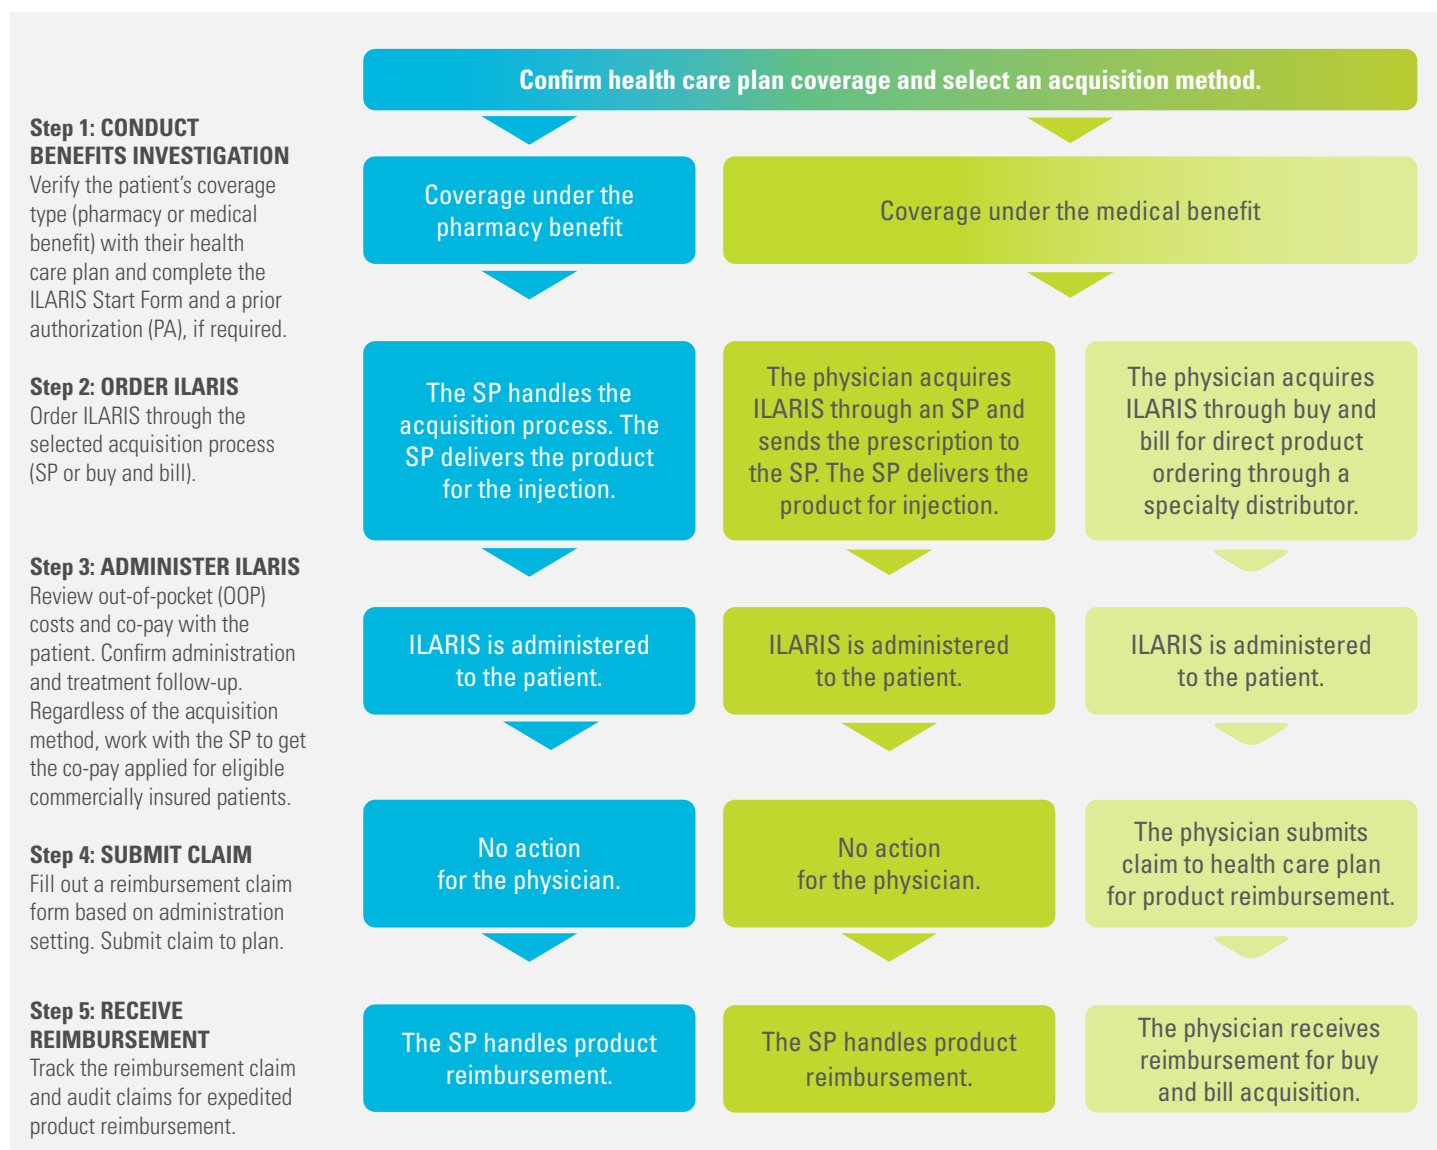 Confirm health care plan coverage and select an acquisition method.
Step 1: CONDUCT
BENEFITS INVESTIGATION
Verify the patient's coverage
type (pharmacy or medical
benefit) with their health
care plan and complete the
ILARIS Start Form and a prior
authorization (PA), if required.
Coverage under the
pharmacy benefit
Coverage under the medical benefit
Step 2: ORDER ILARIS
Order ILARIS through the
selected acquisition process
(SP or buy and bill).
The SP handles the
acquisition process. The
SP delivers the product
for the injection.
The physician acquires
ILARIS through an SP and
sends the prescription to
the SP. The SP delivers the
product for injection.
The physician acquires
ILARIS through buy and
bill for direct product
ordering through a
specialty distributor.
Step 3: ADMINISTER ILARIS
Review out-of-pocket (OOP)
costs and co-pay with the
patient. Confirm administration
and treatment follow-up.
Regardless of the acquisition
method, work with the SP to get
the co-pay applied for eligible
commercially insured patients.
ILARIS is administered
to the patient.
ILARIS is administered
to the patient.
ILARIS is administered
to the patient.
Step 4: SUBMIT CLAIM
Fill out a reimbursement claim
form based on administration
setting. Submit claim to plan.
No action
for the physician.
No action
for the physician.
The physician submits
claim to health care plan
for product reimbursement.
Step 5: RECEIVE
REIMBURSEMENT
Track the reimbursement claim
and audit claims for expedited
product reimbursement.
The SP handles product
reimbursement.
The SP handles product
reimbursement.
The physician receives
reimbursement for buy
and bill acquisition.